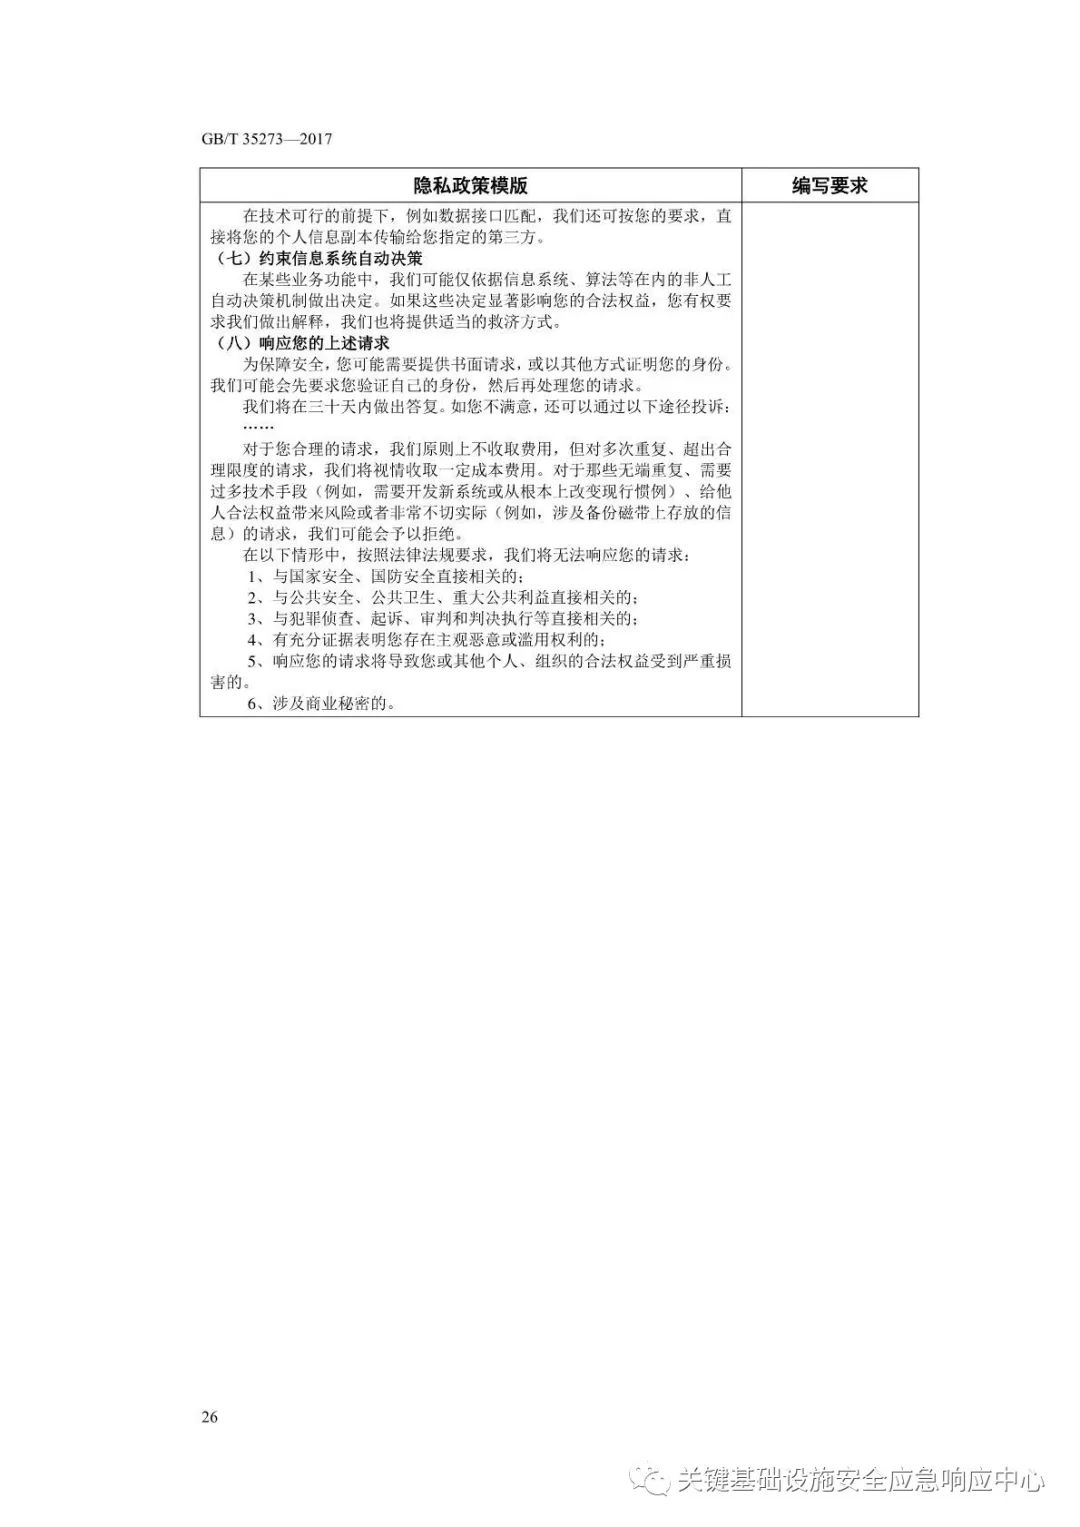 GB/T 35273—2017
隐私政策模版
编写要求
在技术可行的前提下，例如数据接口匹配，我们还可按您的要求，直
接将您的个人信息副本传输给您指定的第三方。
（七）约束信息系统自动决策
在某些业务功能中，我们可能仅依据信息系统、算法等在内的非人工
自动决策机制做出决定。如果这些决定显著影响您的合法权益，您有权要
求我们做出解释，我们也将提供适当的救济方式。
（八）响应您的上述请求
为保障安全，您可能需要提供书面请求，或以其他方式证明您的身份。
我们可能会先要求您验证自己的身份，然后再处理您的请求。
我们将在三十天内做出答复。如您不满意，还可以通过以下途径投诉：
……
对于您合理的请求，我们原则上不收取费用，但对多次重复、超出合
理限度的请求，我们将视情收取一定成本费用。对于那些无端重复、需要
过多技术手段（例如，需要开发新系统或从根本上改变现行惯例）、给他
人合法权益带来风险或者非常不切实际（例如，涉及备份磁带上存放的信
息）的请求，我们可能会予以拒绝。
在以下情形中，按照法律法规要求，我们将无法响应您的请求：
1、与国家安全、国防安全直接相关的；
2、与公共安全、公共卫生、重大公共利益直接相关的；
3、与犯罪侦查、起诉、审判和判决执行等直接相关的；
4、有充分证据表明您存在主观恶意或滥用权利的；
5、响应您的请求将导致您或其他个人、组织的合法权益受到严重损
害的。
6、涉及商业秘密的。
26
关键基础设施安全应急响应中心